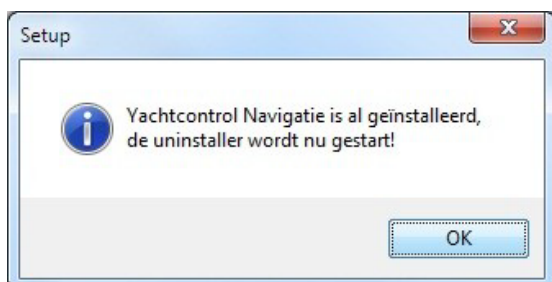 Setup
Yachtcontrol Navigatie is al geïnstalleerd,
de uninstaller wordt nu gestart!
OK